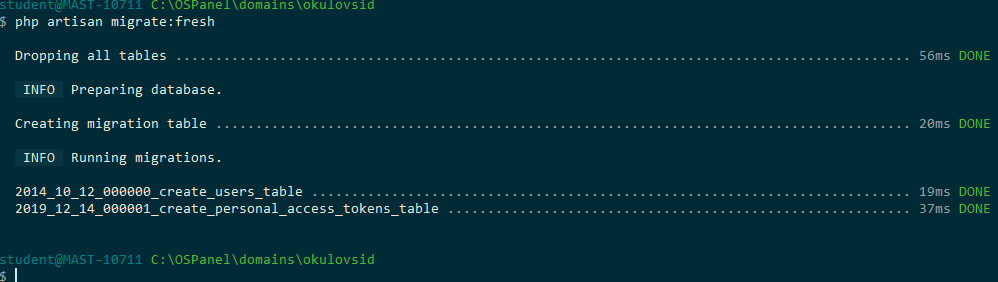 student@MAST-10711 C:\OSPanel\domains\okulovsid
$ php artisan migrate:fresh
Dropping all tables ............................................................................................ 56ms DONE
INFO Preparing database.
Creating migration table ....................................................................................... 20ms DONE
INFO Running migrations.
2014_10_12_000000_create_users_table ........................................................................... 19ms DONE
2019_12_14_000001_create_personal_access_tokens_table .......................................................... 37ms DONE
student@MAST-10711 C:\OSPanel\domains\okulovsid
$